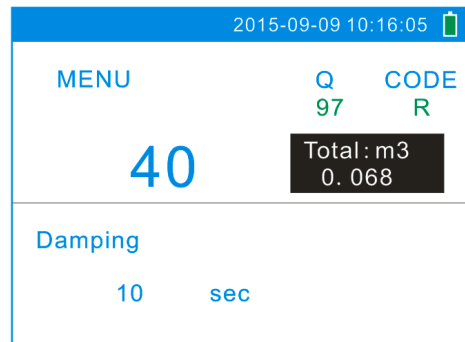 2015-09-09 10:16:05
MENU Q CODE
97 R
40
Total:m3
0.068
Damping
10 sec